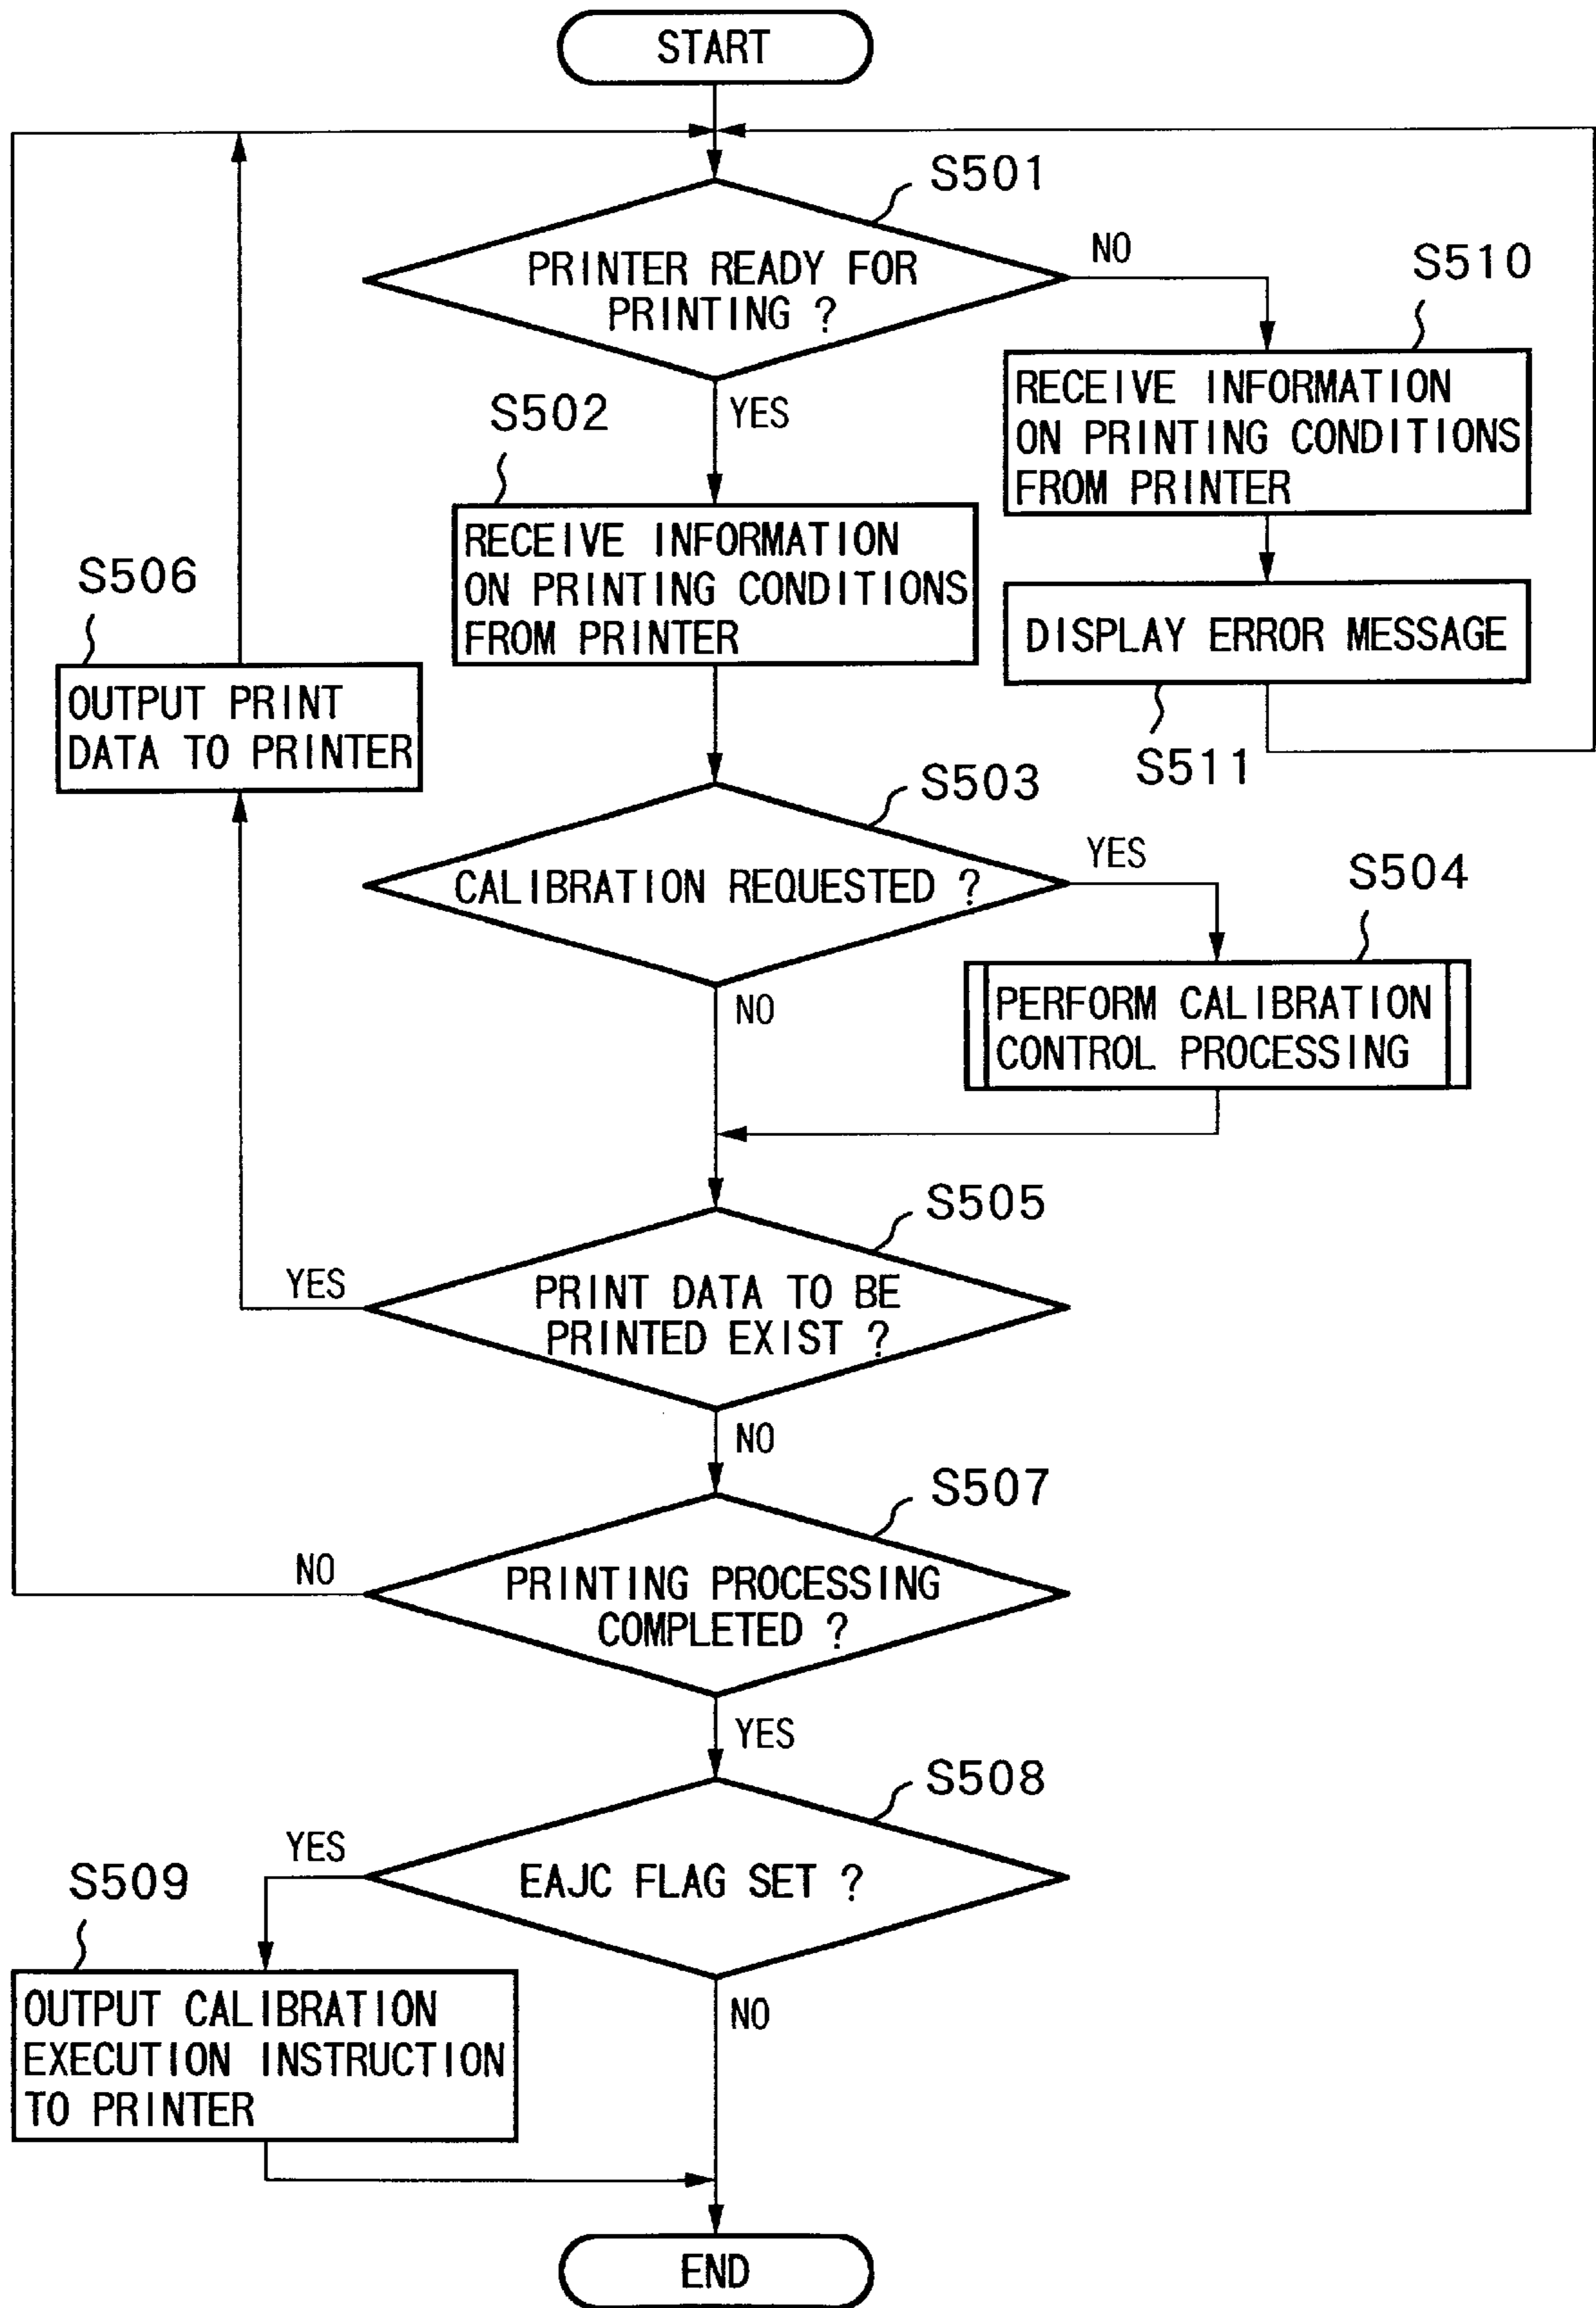 START
S501
PRINTER READY FOR
PRINTING ?
NO
S510
RECEIVE INFORMATION
ON PRINTING CONDITIONS
FROM PRINTER
YES
S502
RECEIVE INFORMATION
ON PRINTING CONDITIONS
FROM PRINTER
DISPLAY ERROR MESSAGE
S511
S506
OUTPUT PRINT
DATA TO PRINTER
S503
CALIBRATION REQUESTED ?
YES
S504
PERFORM CALIBRATION
CONTROL PROCESSING
NO
S505
PRINT DATA TO BE
PRINTED EXIST ?
YES
NO
S507
PRINTING PROCESSING
COMPLETED ?
NO
YES
S508
EAJC FLAG SET ?
YES
S509
OUTPUT CALIBRATION
EXECUTION INSTRUCTION
TO PRINTER
NO
END